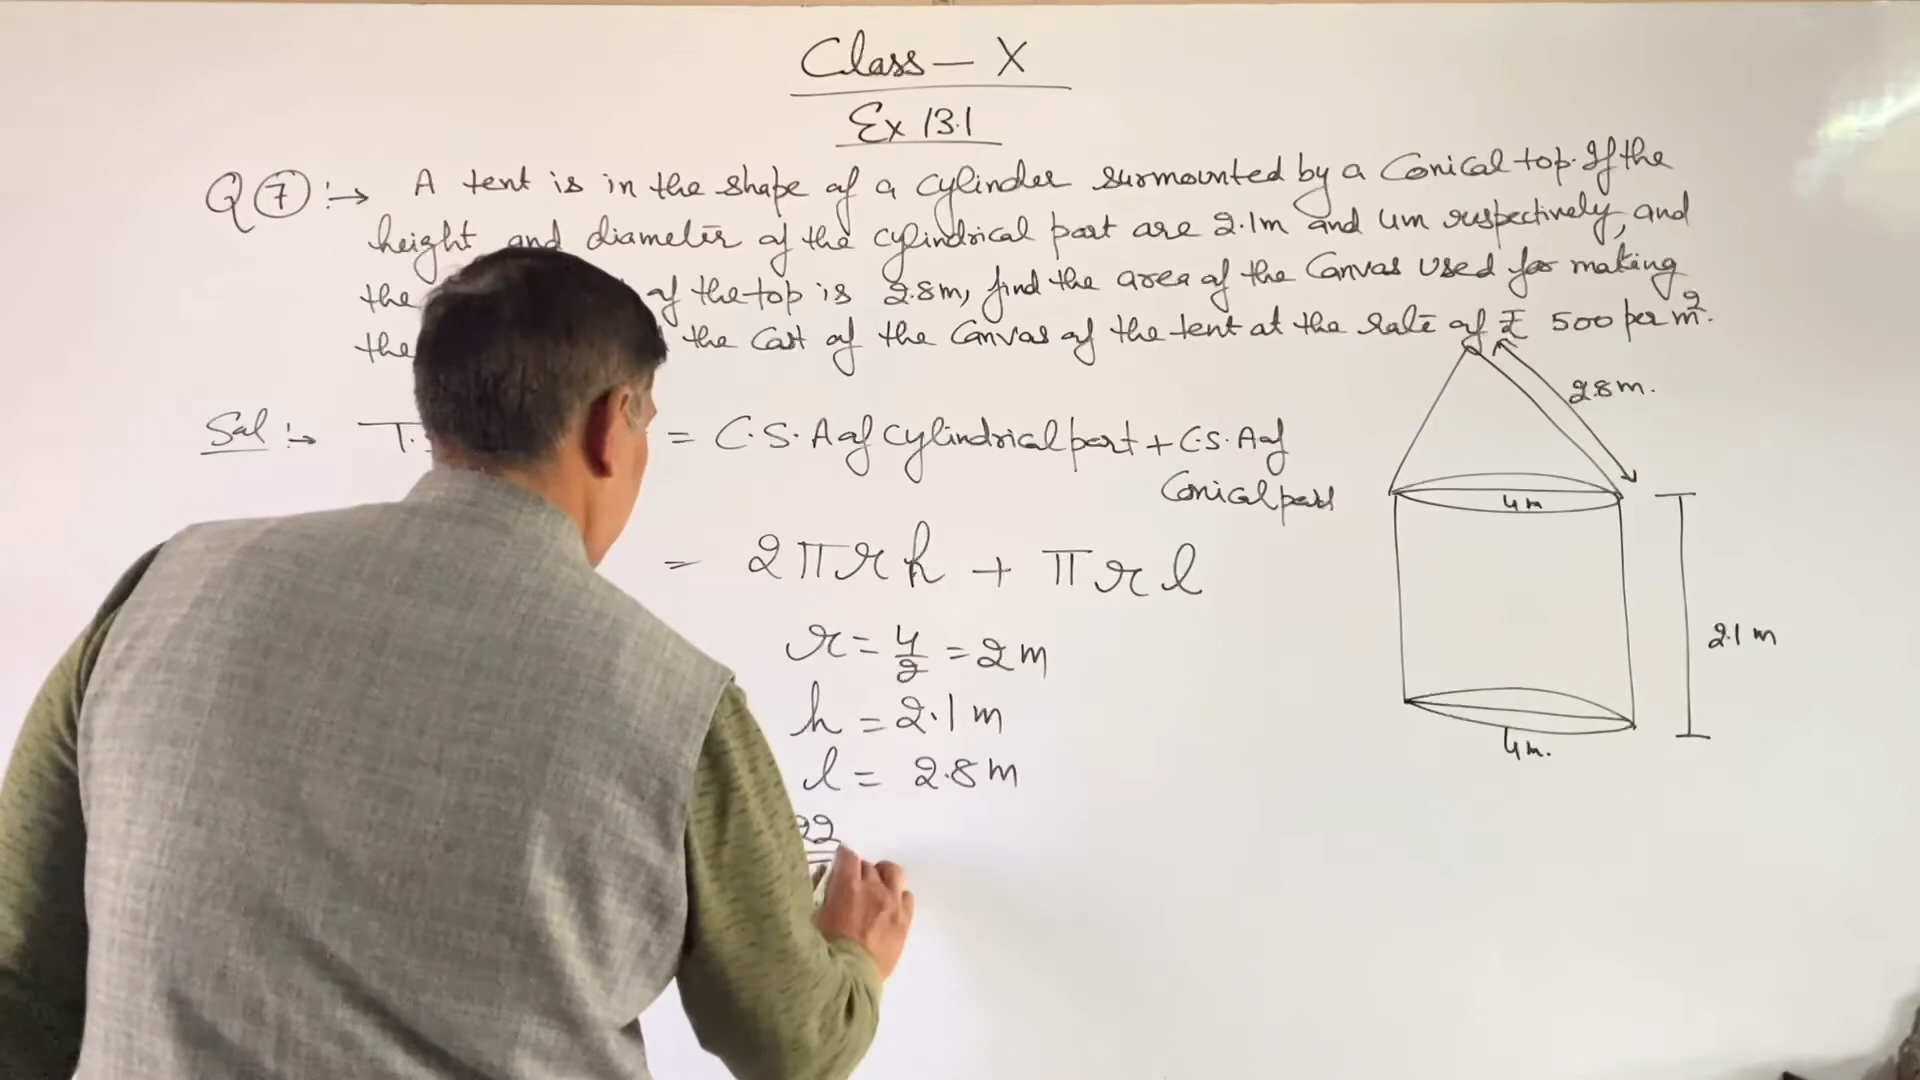 Class - X
Ex 13.1
Q 7 :→ A tent is in the shape of a cylinder surmounted by a Conical top. If the
height and diameter of the cylindrical part are 2.1m and 4m respectively, and
the of the top is 2.8m, find the area of the Canvas used for making
the the Cost of the Canvas of the tent at the rate of ₹ 500 per m².
Sol :→ T. = C.S.A of Cylindrical part + C.S.A of
Conical part
= 2πrh + πrl
r = 4/2 = 2m
h = 2.1m
l = 2.8m
22
2.8m.
4m
2.1m
4m.